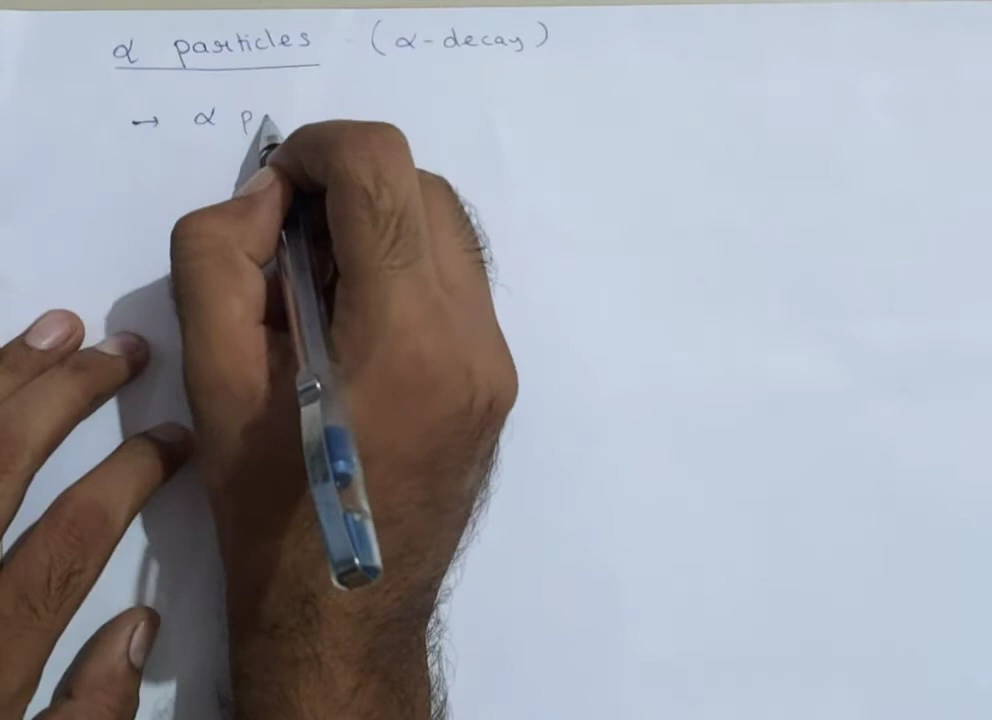 α particles (α-decay)
→ α p